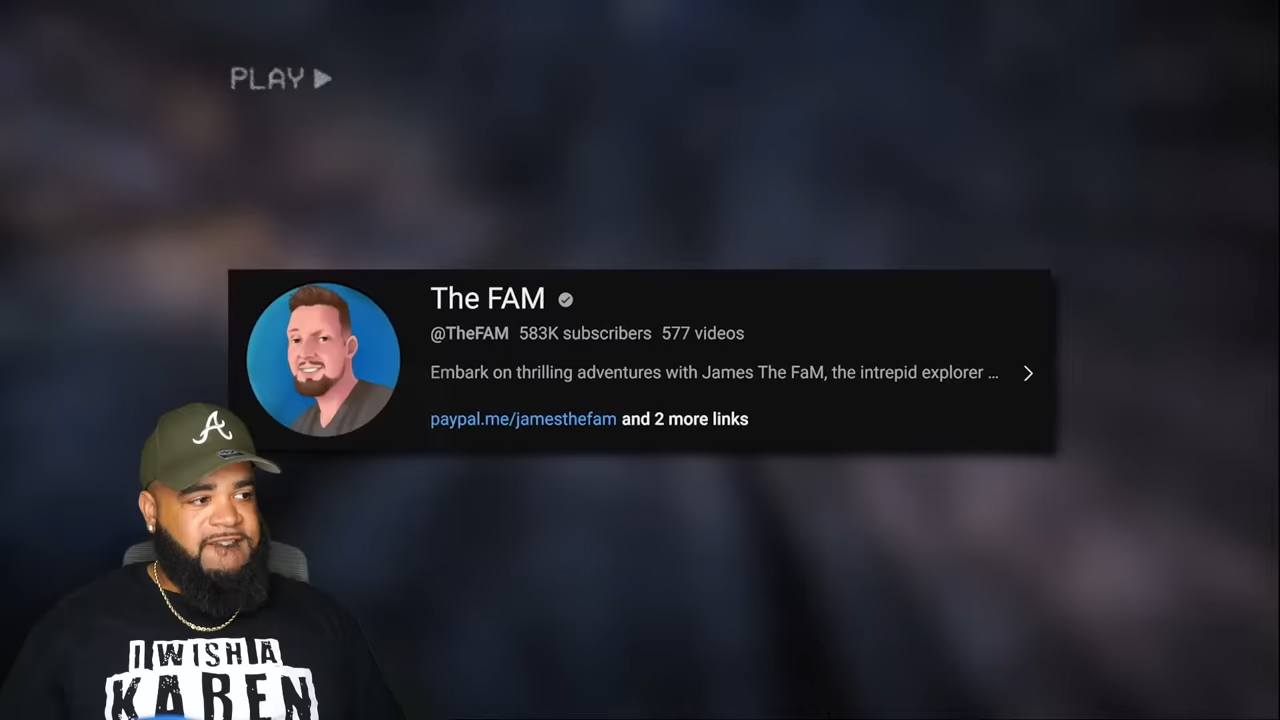 PLAY
The FAM
@TheFAM 583K subscribers 577 videos
Embark on thrilling adventures with James The FaM, the intrepid explorer ...
paypal.me/jamesthefam and 2 more links
A
I WISH A
KAREN